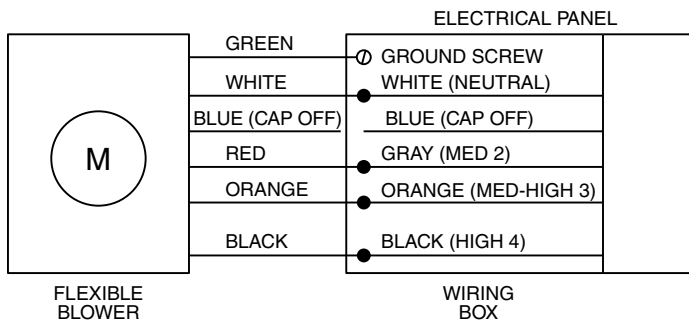 ELECTRICAL PANEL
GREEN
GROUND SCREW
WHITE
WHITE (NEUTRAL)
BLUE (CAP OFF)
BLUE (CAP OFF)
M
RED
GRAY (MED 2)
ORANGE
ORANGE (MED-HIGH 3)
BLACK
BLACK (HIGH 4)
FLEXIBLE
BLOWER
WIRING
BOX